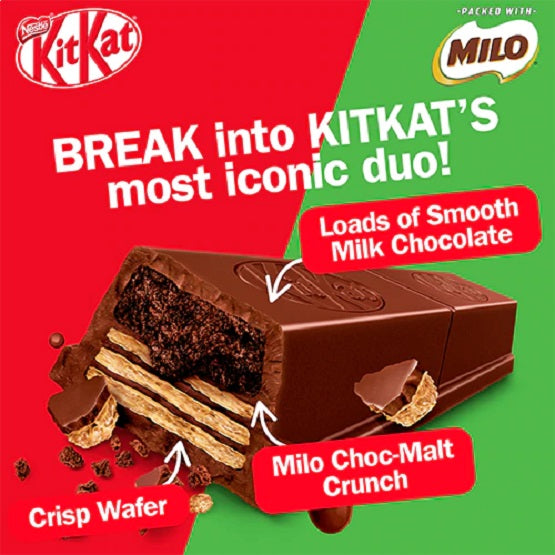 Nestlé
KitKat
-PACKED WITH-
MILO
BREAK into KITKAT'S
most iconic duo!
Loads of Smooth
Milk Chocolate
Milo Choc-Malt
Crunch
Crisp Wafer